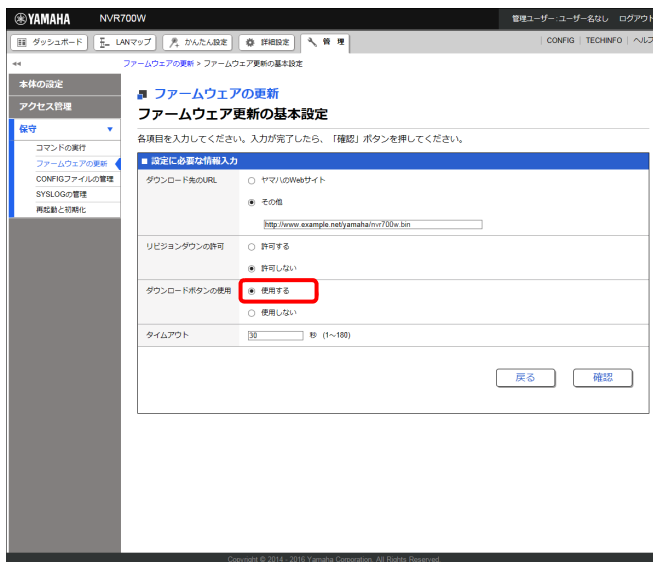 YAMAHA NVR700W 管理ユーザー:ユーザー名なし ログアウト
ダッシュボード LANマップ かんたん設定 詳細設定 管 理 CONFIG TECHINFO ヘルプ
ファームウェアの更新 > ファームウェア更新の基本設定
本体の設定
アクセス管理
保守
コマンドの実行
ファームウェアの更新
CONFIGファイルの管理
SYSLOGの管理
再起動と初期化
ファームウェアの更新
ファームウェア更新の基本設定
各項目を入力してください。入力が完了したら、「確認」ボタンを押してください。
■ 設定に必要な情報入力
ダウンロード先のURL ヤマハのWebサイト
その他
http://www.example.net/yamaha/nvr700w.bin
リビジョンダウンの許可 許可する
許可しない
ダウンロードボタンの使用 使用する
使用しない
タイムアウト 30 秒 (1~180)
戻る 確認
Copyright © 2014 - 2016 Yamaha Corporation. All Rights Reserved.